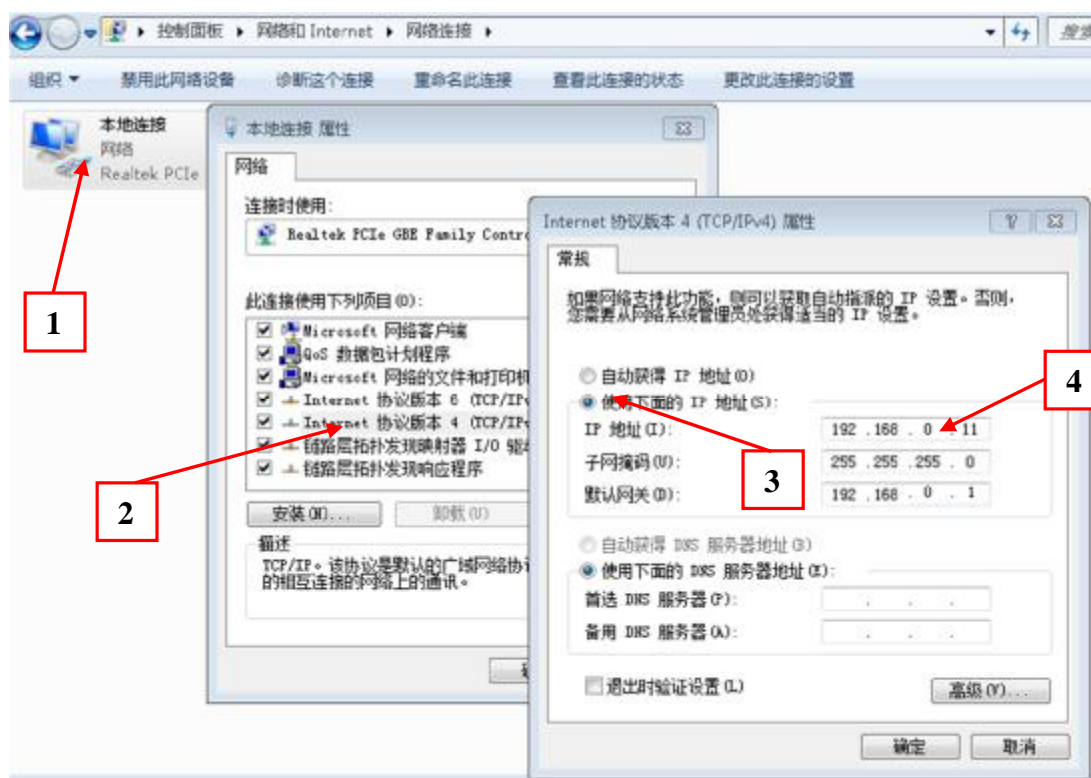 控制面板 ▸ 网络和 Internet ▸ 网络连接 ▸
组织 禁用此网络设备 诊断这个连接 重命名此连接 查看此连接的状态 更改此连接的设置
本地连接
网络
Realtek PCIe
1
本地连接 属性
网络
连接时使用:
Realtek PCIe GBE Family Contr
此连接使用下列项目(O):
Microsoft 网络客户端
QoS 数据包计划程序
Microsoft 网络的文件和打印机
Internet 协议版本 6 (TCP/IP
Internet 协议版本 4 (TCP/IP
链路层拓扑发现映射器 I/O 驱
链路层拓扑发现响应程序
2
安装(N)... 卸载(U)
描述
TCP/IP。该协议是默认的广域网络协
的相互连接的网络上的通讯。
Internet 协议版本 4 (TCP/IPv4) 属性
常规
如果网络支持此功能，则可以获取自动指派的 IP 设置。否则，
您需要从网络系统管理员处获得适当的 IP 设置。
自动获得 IP 地址(O)
使用下面的 IP 地址(S):
4
IP 地址(I): 192 .168 . 0 . 11
子网掩码(U): 255 .255 .255 . 0
3
默认网关(D): 192 .168 . 0 . 1
自动获得 DNS 服务器地址(B)
使用下面的 DNS 服务器地址(E):
首选 DNS 服务器(P): . . .
备用 DNS 服务器(A): . . .
退出时验证设置(L)
高级(V)...
确定 取消